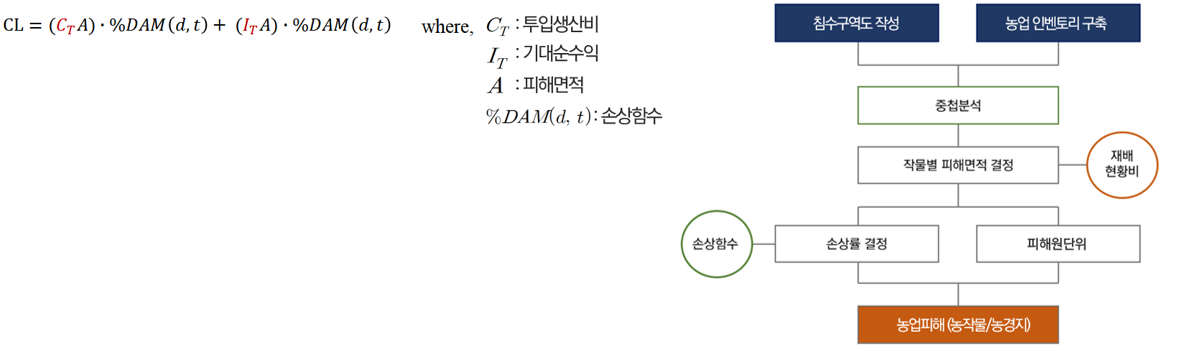 CL = (C_T A) · %DAM(d, t) + (I_T A) · %DAM(d, t) where, C_T : 투입생산비
I_T : 기대순수익
A : 피해면적
%DAM(d, t) : 손상함수
침수구역도 작성
농업 인벤토리 구축
중첩분석
작물별 피해면적 결정
재배
현황비
손상함수
손상률 결정
피해원단위
농업피해 (농작물/농경지)